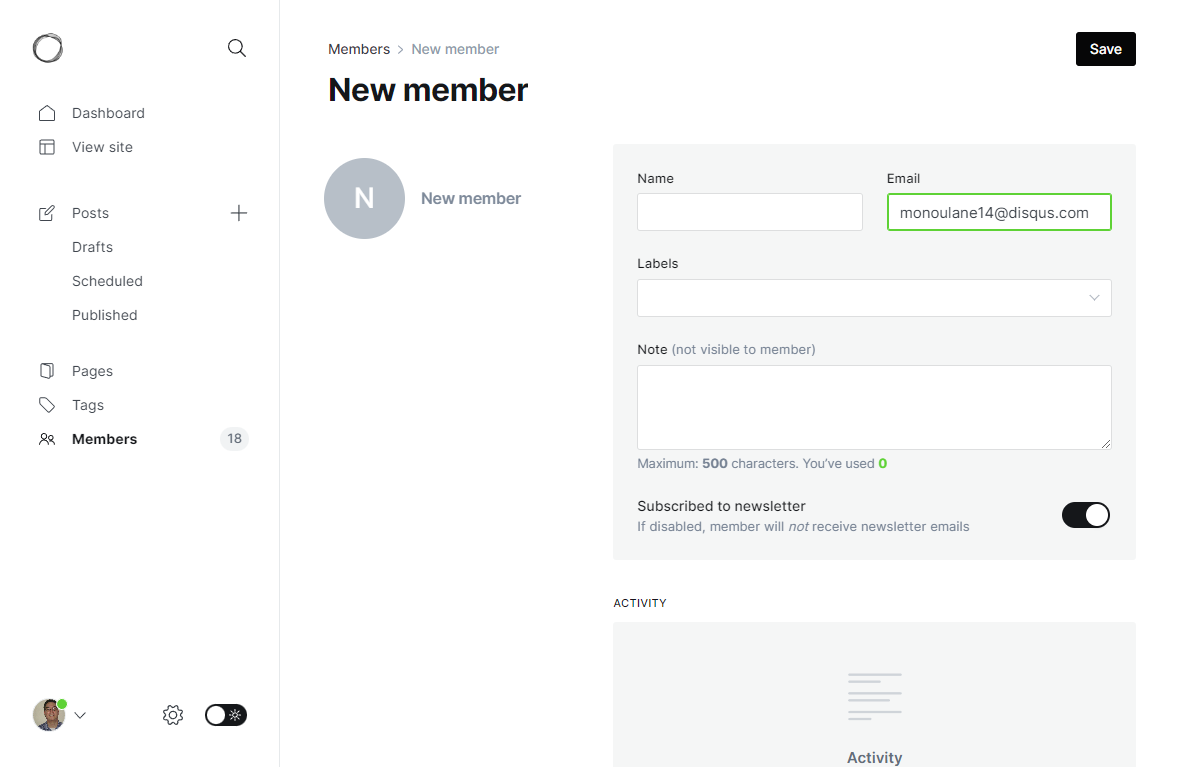 Members > New member
Save
New member
Dashboard
View site
Posts
Drafts
Scheduled
Published
Pages
Tags
Members 18
N
New member
Name
Email
monoulane14@disqus.com
Labels
Note (not visible to member)
Maximum: 500 characters. You’ve used 0
Subscribed to newsletter
If disabled, member will not receive newsletter emails
ACTIVITY
Activity